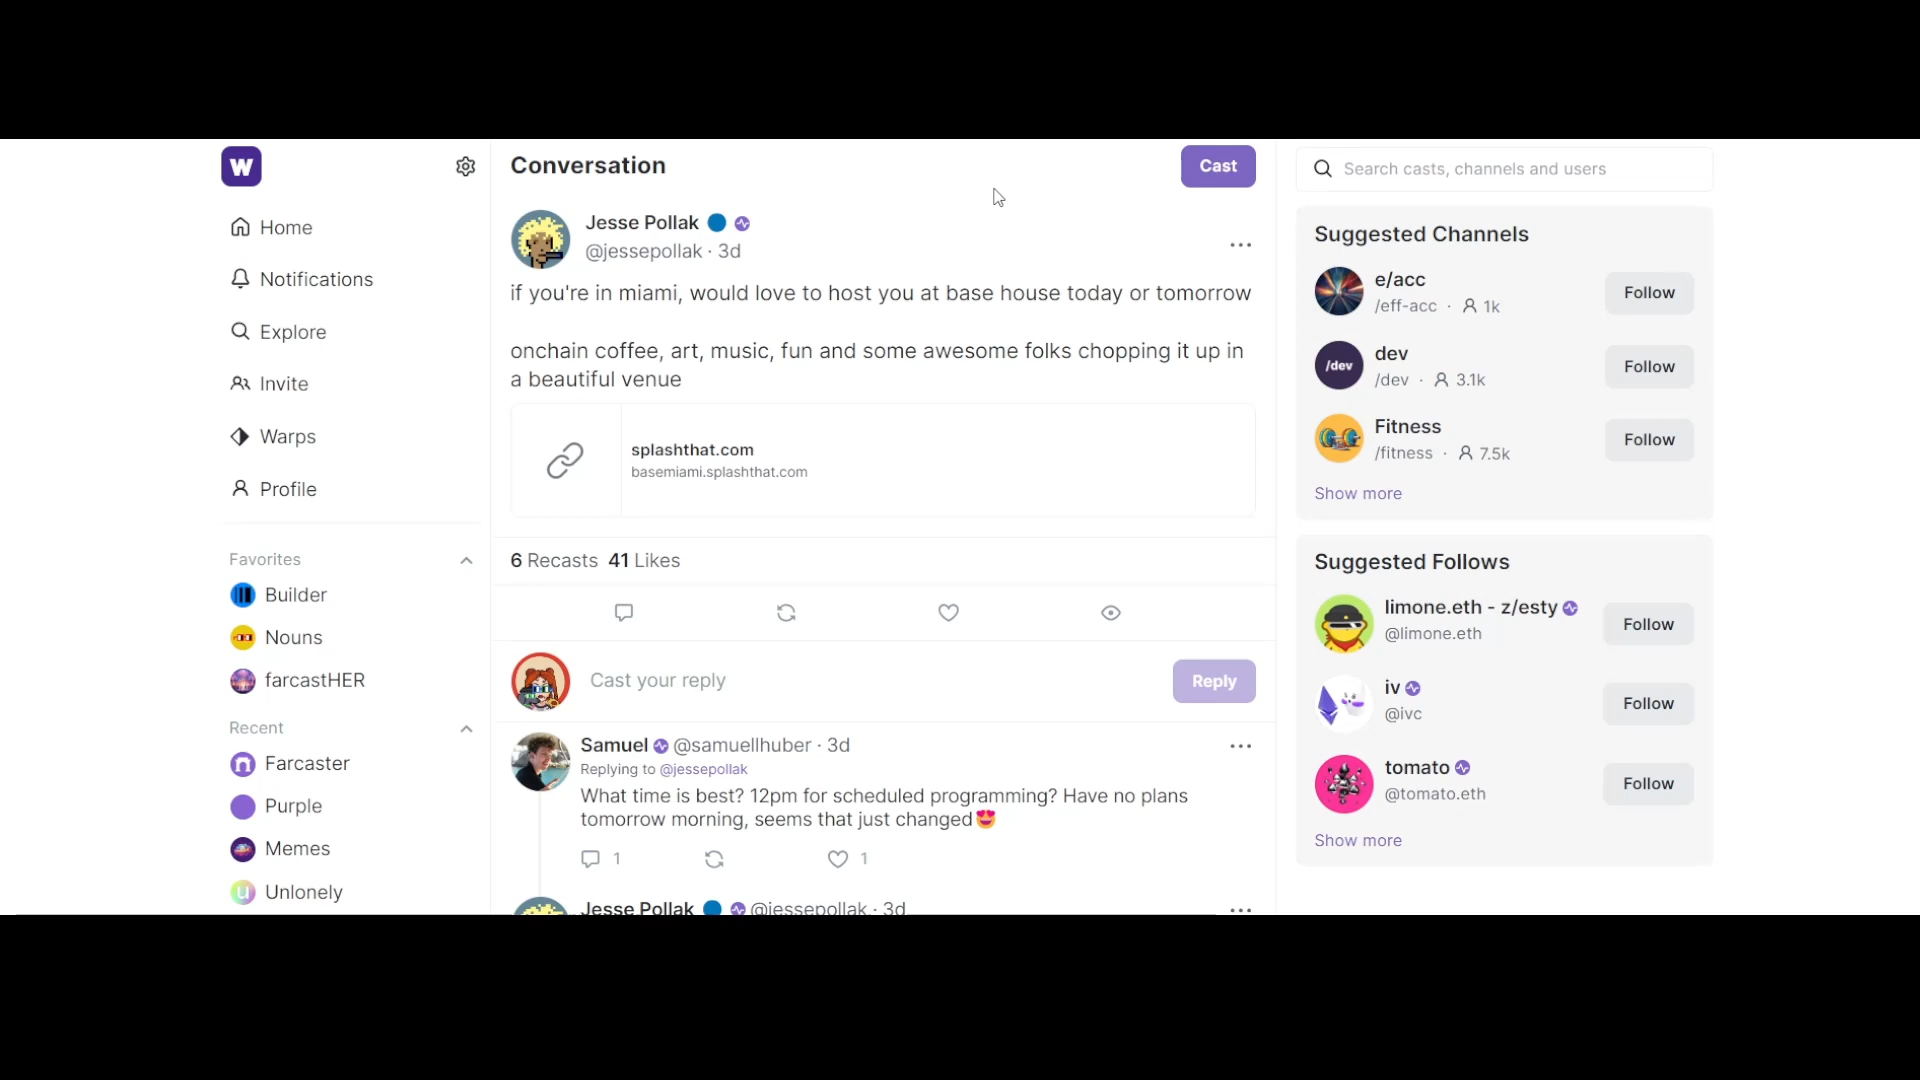 W
Home
Notifications
Explore
Invite
Warps
Profile
Favorites
Builder
Nouns
farcastHER
Recent
Farcaster
Purple
Memes
Unlonely
Conversation
Cast
Jesse Pollak
@jessepollak · 3d
if you're in miami, would love to host you at base house today or tomorrow
onchain coffee, art, music, fun and some awesome folks chopping it up in
a beautiful venue
splashthat.com
basemiami.splashthat.com
6 Recasts 41 Likes
Cast your reply
Reply
Samuel @samuellhuber · 3d
Replying to @jessepollak
What time is best? 12pm for scheduled programming? Have no plans
tomorrow morning, seems that just changed😍
1 1
Jesse Pollak @jessepollak · 3d
Search casts, channels and users
Suggested Channels
e/acc
/eff-acc · 1k
Follow
/dev
dev
/dev · 3.1k
Follow
Fitness
/fitness · 7.5k
Follow
Show more
Suggested Follows
limone.eth - z/esty
@limone.eth
Follow
iv
@ivc
Follow
tomato
@tomato.eth
Follow
Show more